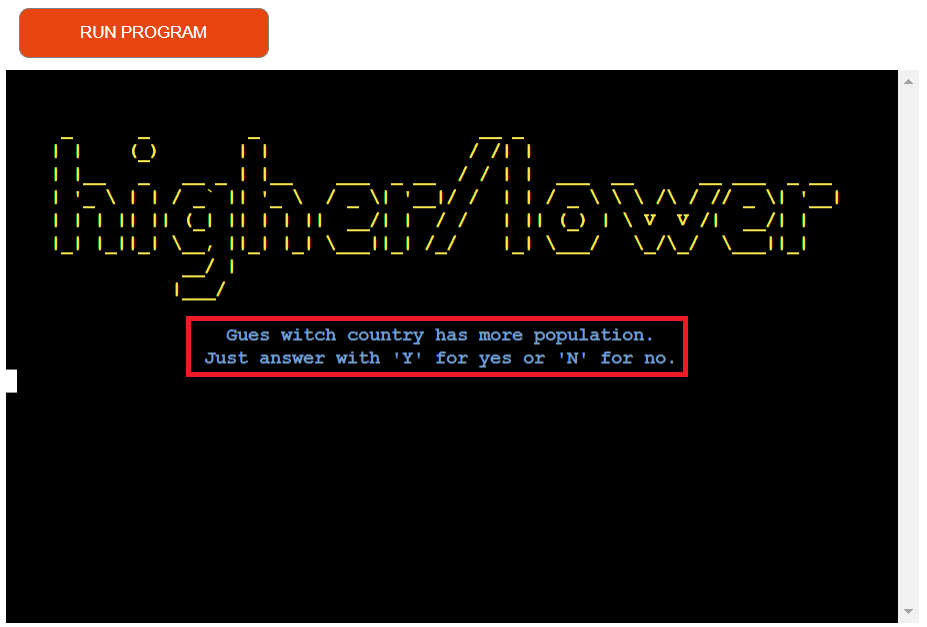 RUN PROGRAM
higher/lower
Gues witch country has more population.
Just answer with 'Y' for yes or 'N' for no.